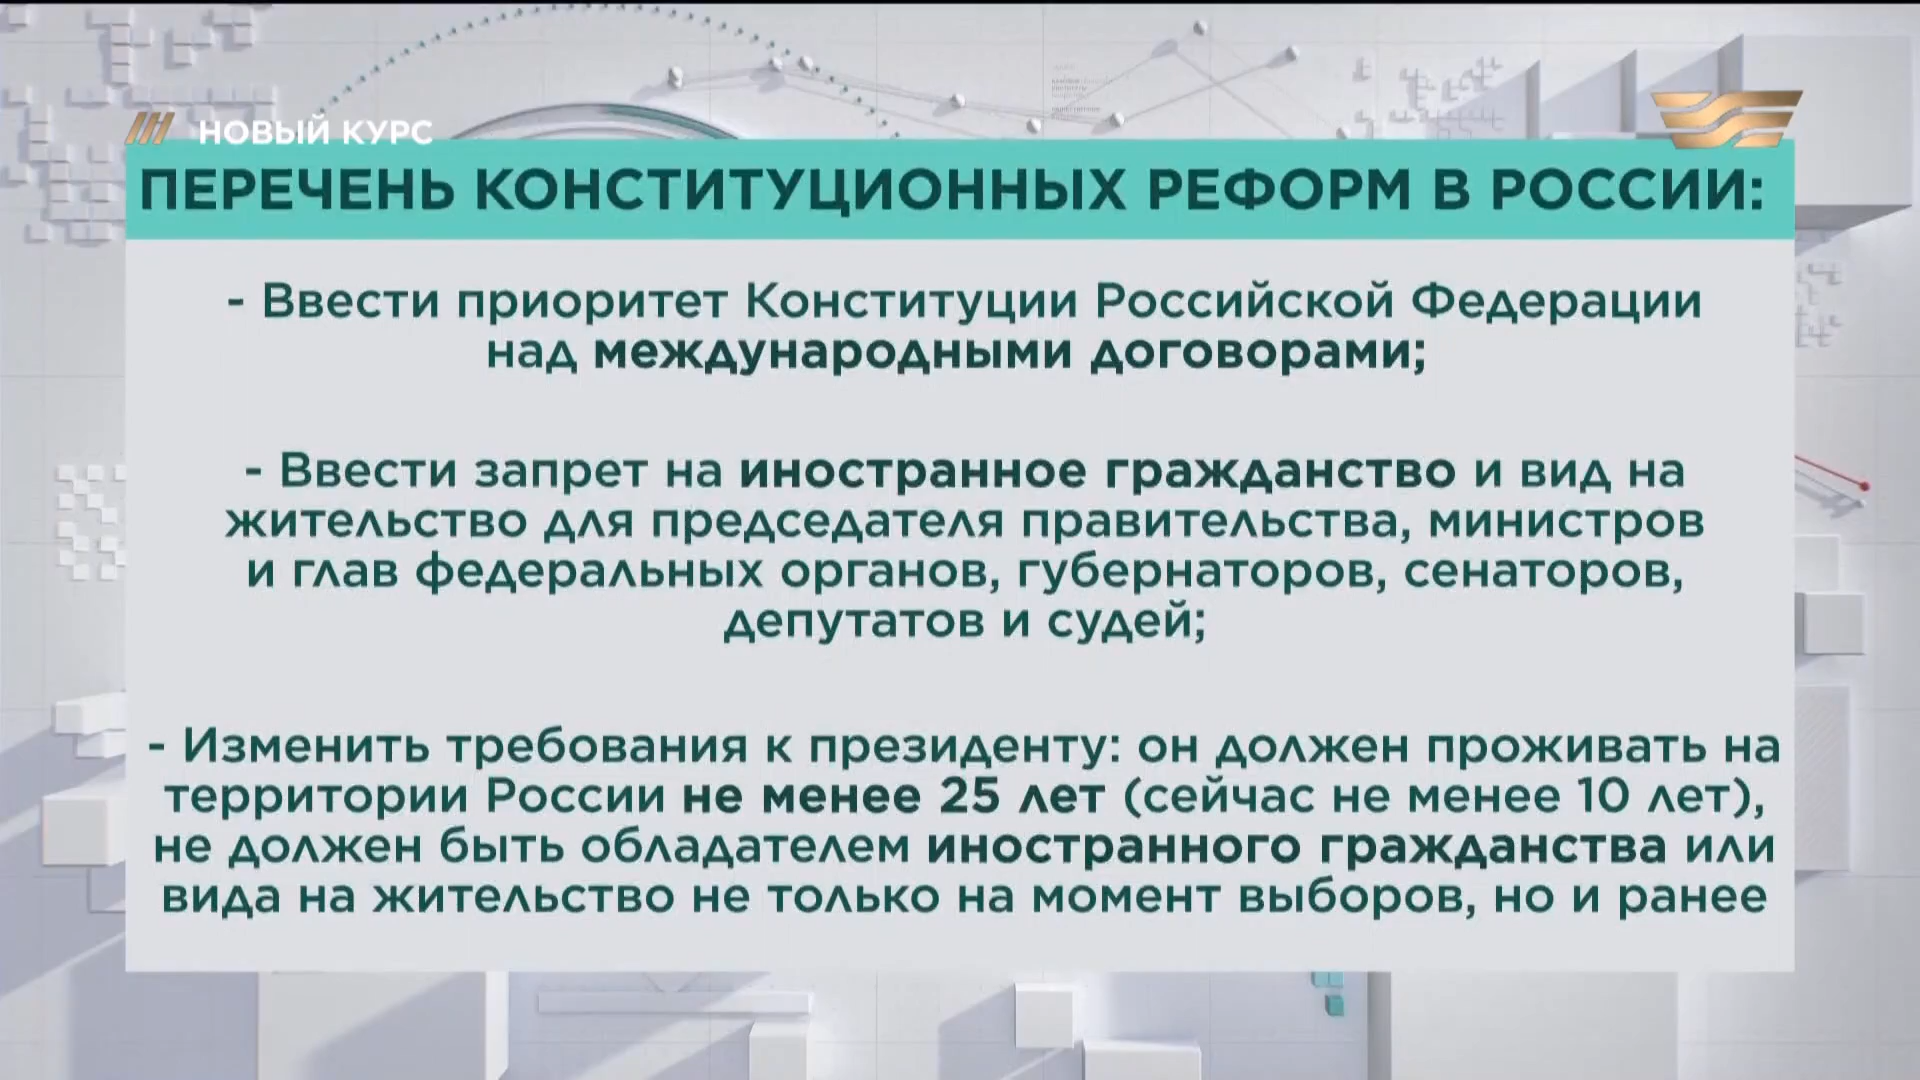 НОВЫЙ КУРС
ПЕРЕЧЕНЬ КОНСТИТУЦИОННЫХ РЕФОРМ В РОССИИ:
- Ввести приоритет Конституции Российской Федерации
над международными договорами;
- Ввести запрет на иностранное гражданство и вид на
жительство для председателя правительства, министров
и глав федеральных органов, губернаторов, сенаторов,
депутатов и судей;
- Изменить требования к президенту: он должен проживать на
территории России не менее 25 лет (сейчас не менее 10 лет),
не должен быть обладателем иностранного гражданства или
вида на жительство не только на момент выборов, но и ранее